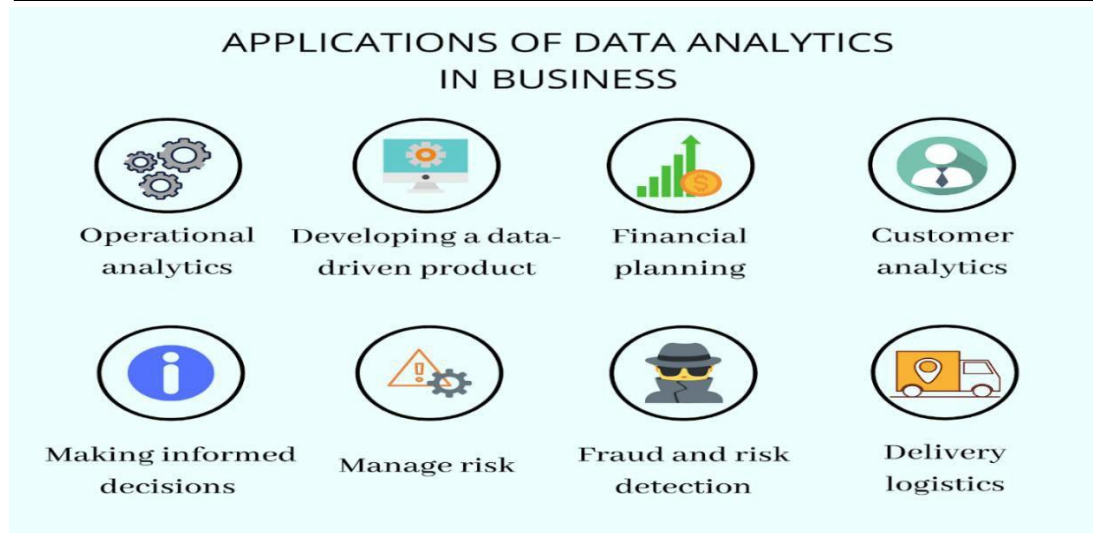 APPLICATIONS OF DATA ANALYTICS
IN BUSINESS
Operational
analytics
Developing a data-
driven product
Financial
planning
Customer
analytics
Making informed
decisions
Manage risk
Fraud and risk
detection
Delivery
logistics